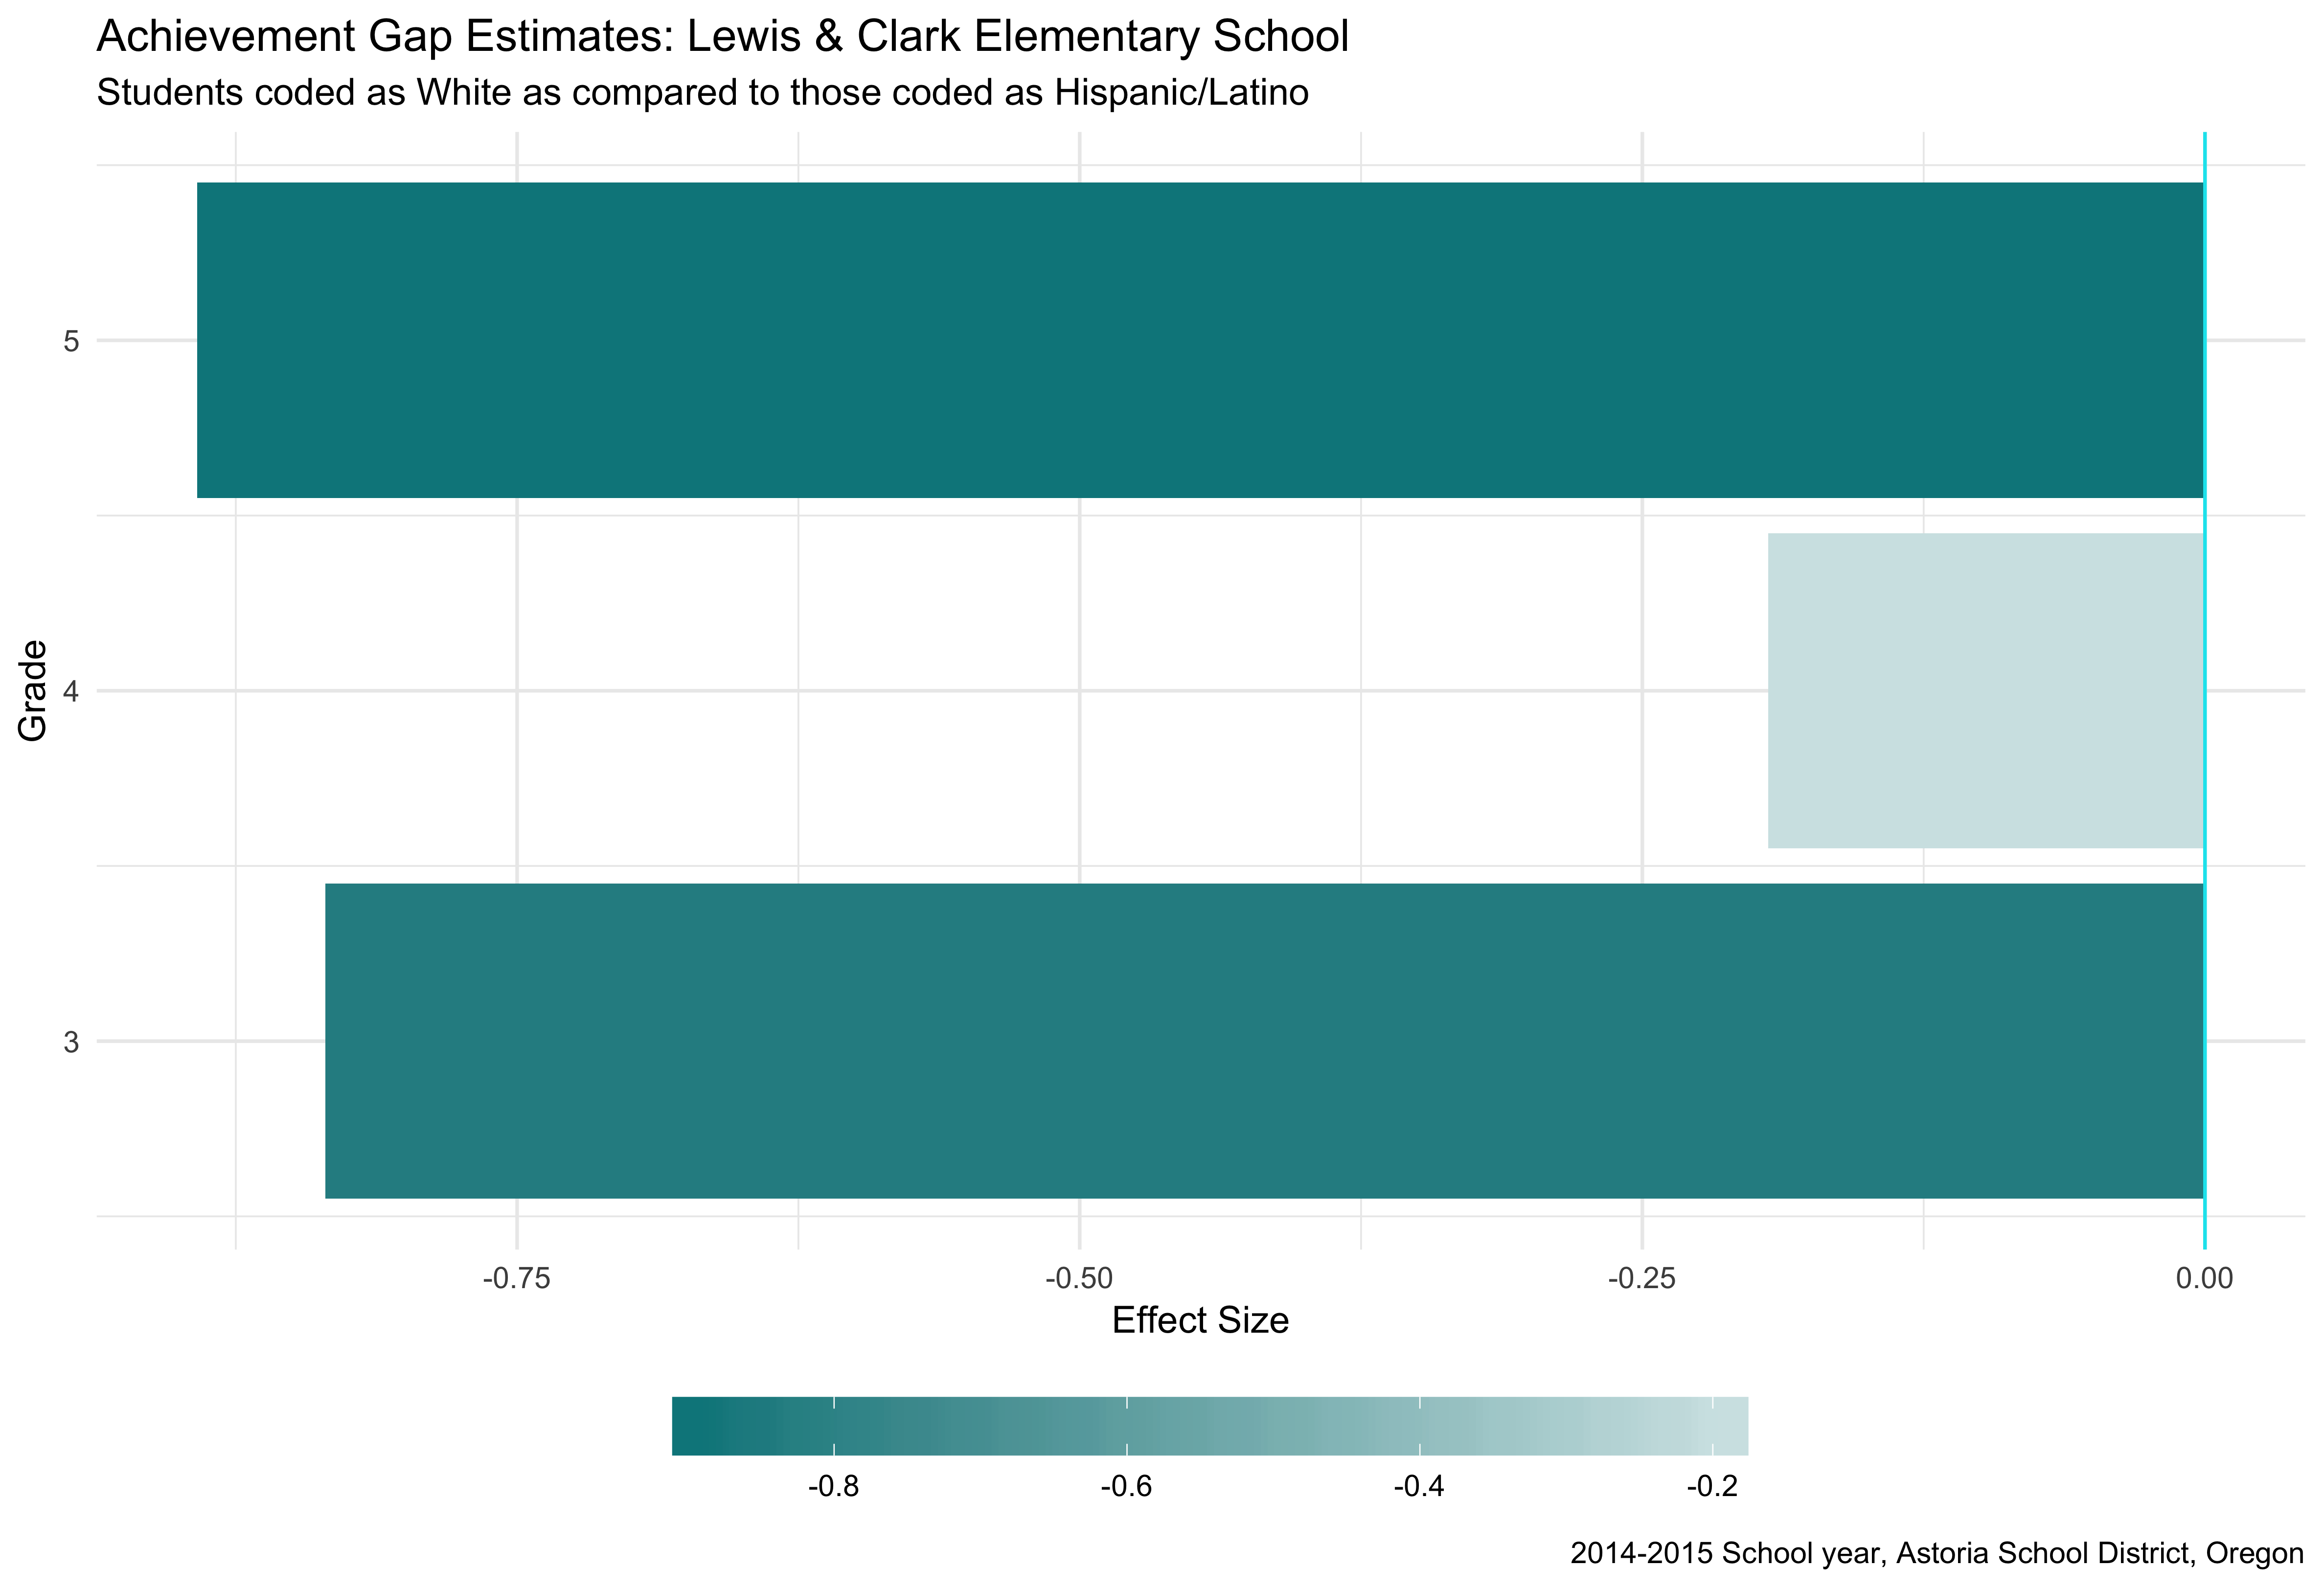 Achievement Gap Estimates: Lewis & Clark Elementary School
Students coded as White as compared to those coded as Hispanic/Latino
5
4
3
Grade
-0.75 -0.50 -0.25 0.00
Effect Size
-0.8 -0.6 -0.4 -0.2
2014-2015 School year, Astoria School District, Oregon